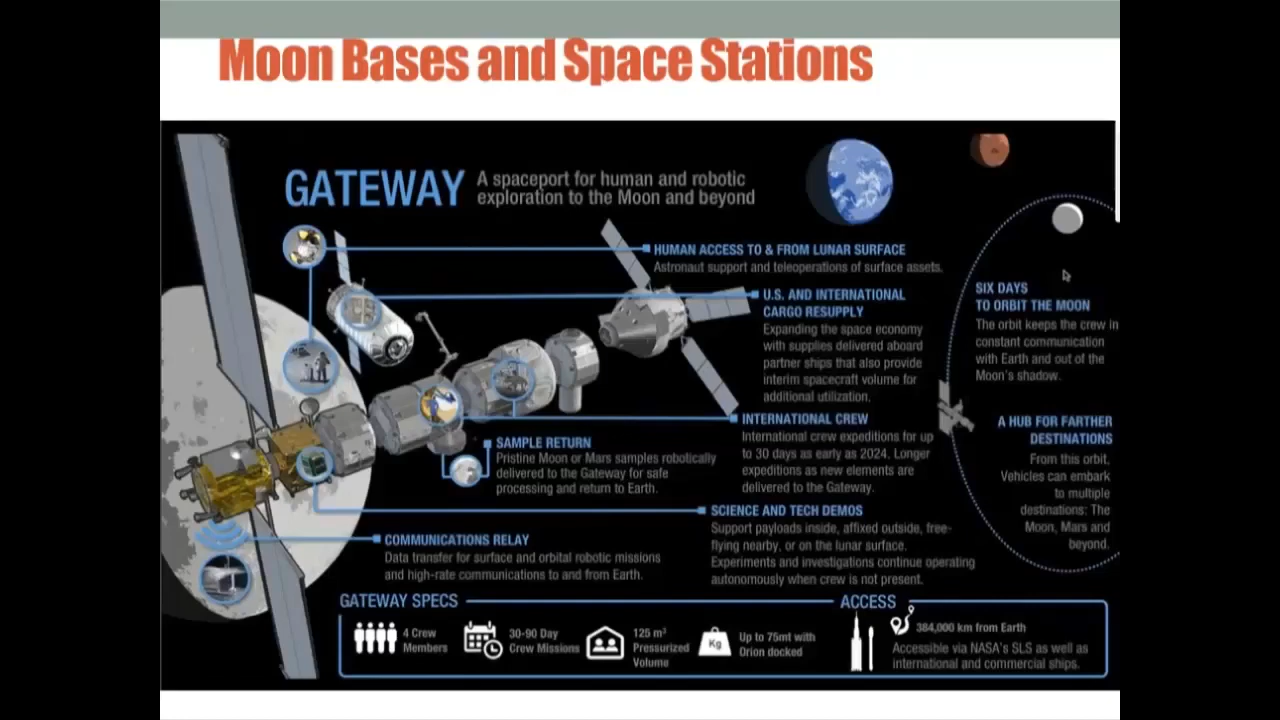 Moon Bases and Space Stations
GATEWAY
A spaceport for human and robotic
exploration to the Moon and beyond
HUMAN ACCESS TO & FROM LUNAR SURFACE
Astronaut support and teleoperations of surface assets.
U.S. AND INTERNATIONAL
CARGO RESUPPLY
Expanding the space economy
with supplies delivered aboard
partner ships that also provide
interim spacecraft volume for
additional utilization.
INTERNATIONAL CREW
International crew expeditions for up
to 30 days as early as 2024. Longer
expeditions as new elements are
delivered to the Gateway.
SAMPLE RETURN
Pristine Moon or Mars samples robotically
delivered to the Gateway for safe
processing and return to Earth.
SCIENCE AND TECH DEMOS
Support payloads inside, affixed outside, free-
flying nearby, or on the lunar surface.
Experiments and investigations continue operating
autonomously when crew is not present.
COMMUNICATIONS RELAY
Data transfer for surface and orbital robotic missions
and high-rate communications to and from Earth.
SIX DAYS
TO ORBIT THE MOON
The orbit keeps the crew in
constant communication
with Earth and out of the
Moon's shadow.
A HUB FOR FARTHER
DESTINATIONS
From this orbit,
Vehicles can embark
to multiple
destinations: The
Moon, Mars and
beyond.
GATEWAY SPECS
4 Crew
Members
30-90 Day
Crew Missions
125 m³
Pressurized
Volume
Kg
Up to 75mt with
Orion docked
ACCESS
384,000 km from Earth
Accessible via NASA's SLS as well as
international and commercial ships.